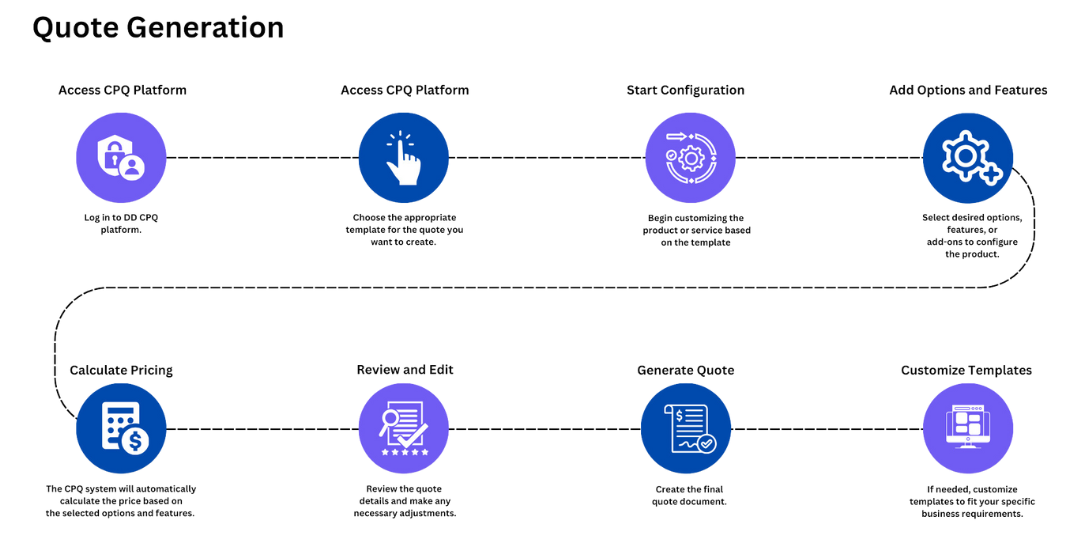 Quote Generation
Access CPQ Platform
Log in to DD CPQ
platform.
Access CPQ Platform
Choose the appropriate
template for the quote you
want to create.
Start Configuration
Begin customizing the
product or service based
on the template
Add Options and Features
Select desired options,
features, or
add-ons to configure
the product.
Calculate Pricing
The CPQ system will automatically
calculate the price based on
the selected options and features.
Review and Edit
Review the quote
details and make any
necessary adjustments.
Generate Quote
Create the final
quote document.
Customize Templates
If needed, customize
templates to fit your specific
business requirements.